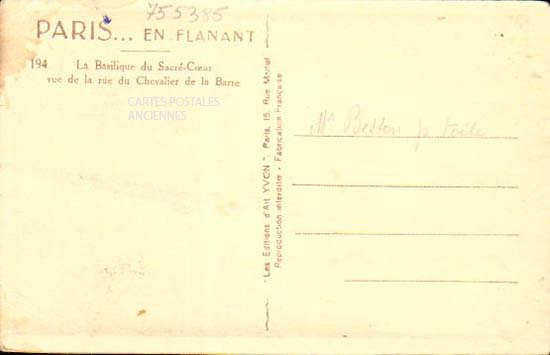 755385
PARIS... EN FLANANT
194 La Basilique du Sacré-Cœur
vue de la rue du Chevalier de la Barre
CARTES POSTALES
ANCIENNES
"Les Editions d'Art YVON", Paris, 15, Rue Martel
Reproduction interdite - Fabrication Française